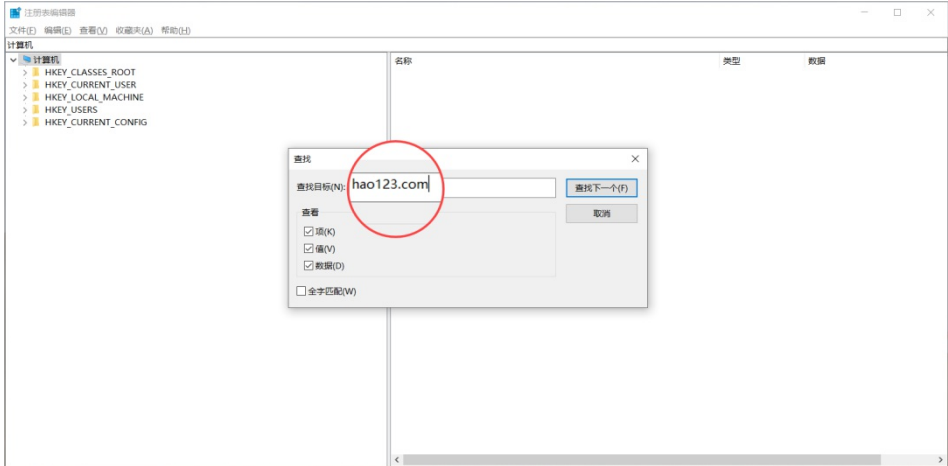 注册表编辑器
文件(F) 编辑(E) 查看(V) 收藏夹(A) 帮助(H)
计算机
计算机
HKEY_CLASSES_ROOT
HKEY_CURRENT_USER
HKEY_LOCAL_MACHINE
HKEY_USERS
HKEY_CURRENT_CONFIG
名称 类型 数据
查找
查找目标(N): hao123.com 查找下一个(F)
取消
查看
项(K)
值(V)
数据(D)
全字匹配(W)